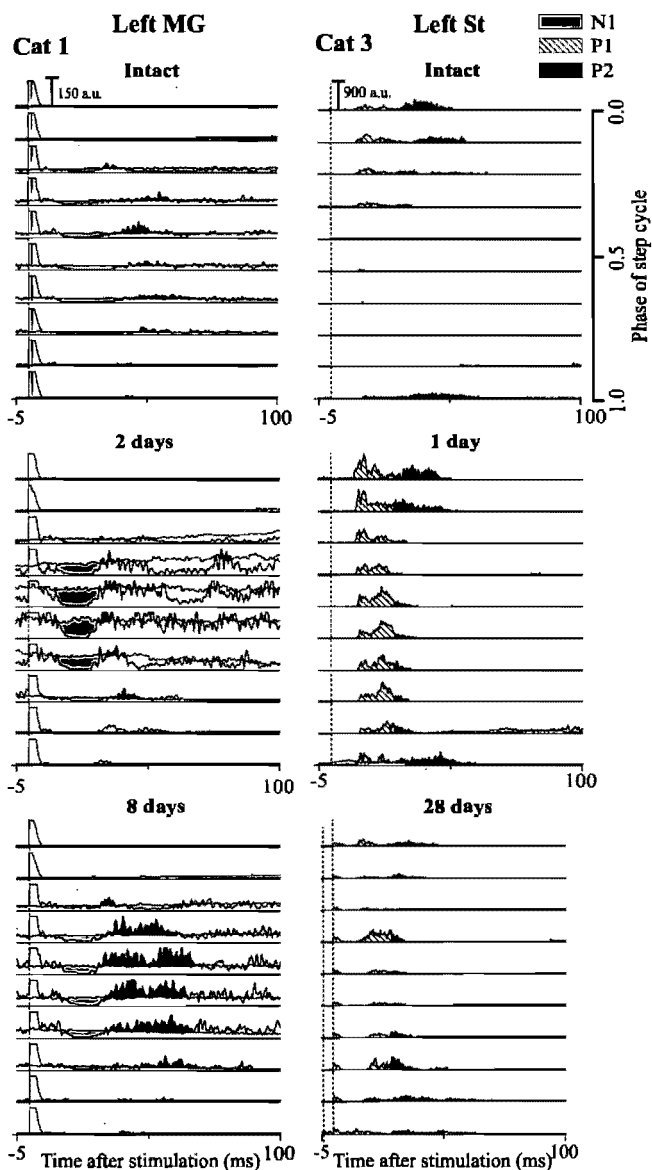 Left MG
Left St
N1
P1
P2
Cat 1
Cat 3
Intact
Intact
150 a.u.
900 a.u.
0.0
0.5
1.0
Phase of step cycle
-5
100
-5
100
2 days
1 day
-5
100
-5
100
8 days
28 days
-5
Time after stimulation (ms)
100
-5
Time after stimulation (ms)
100